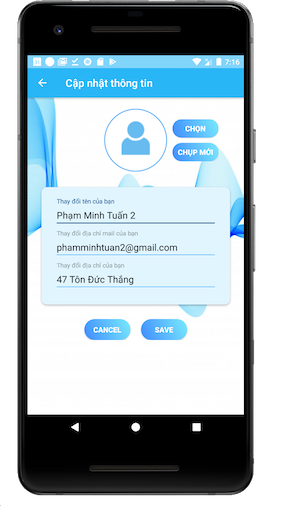 7:16
Cập nhật thông tin
CHỌN
CHỤP MỚI
Thay đổi tên của bạn
Phạm Minh Tuấn 2
Thay đổi địa chỉ mail của bạn
phamminhtuan2@gmail.com
Thay đổi địa chỉ của bạn
47 Tôn Đức Thắng
CANCEL
SAVE